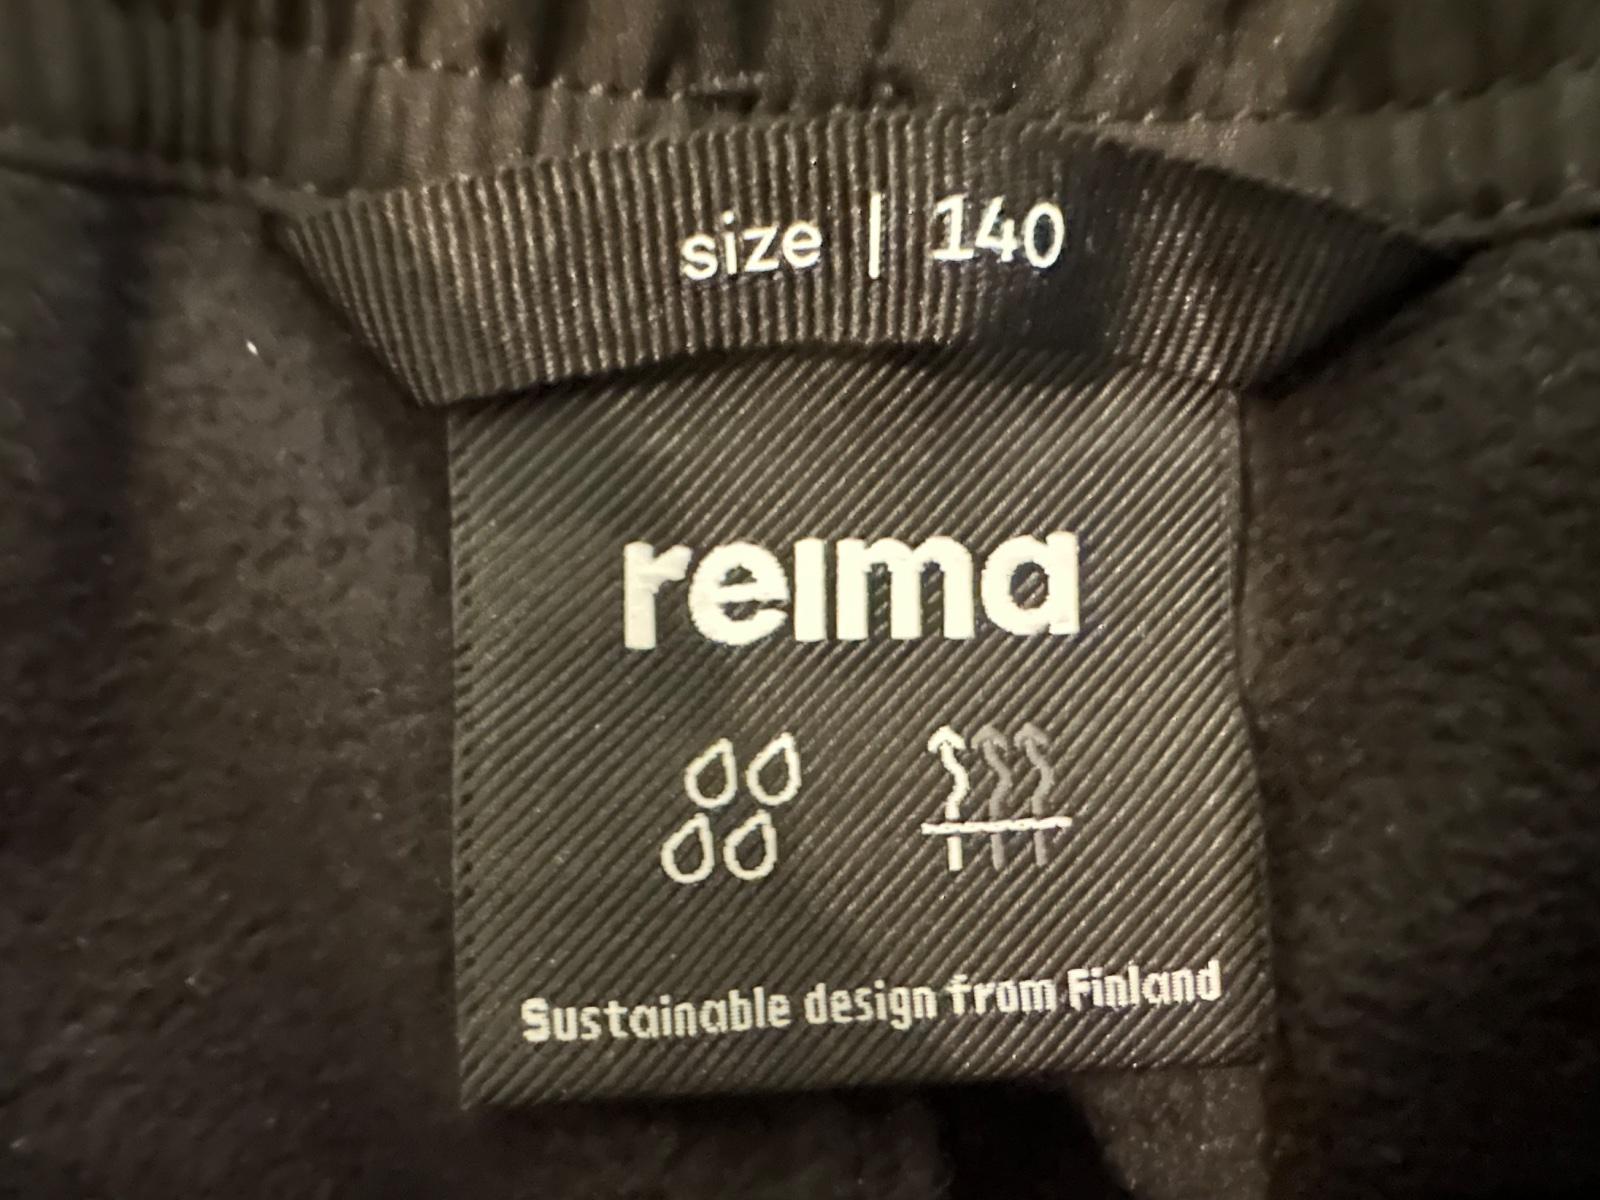 size | 140
reima
Sustainable design from Finland